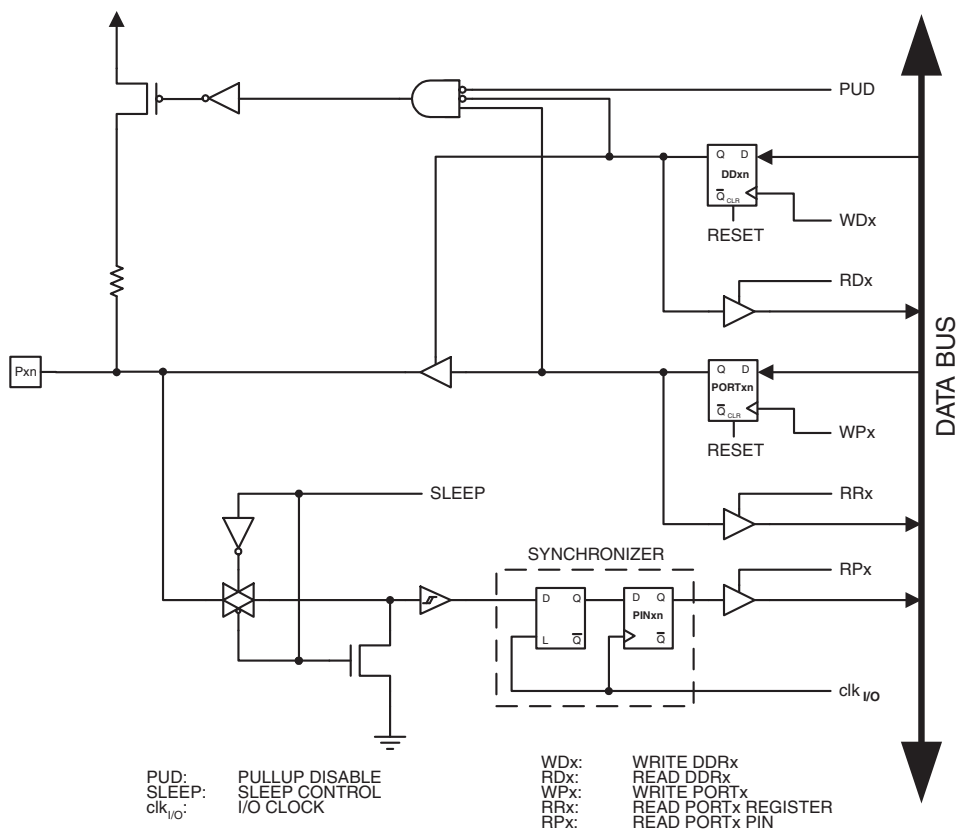 PUD
Q D
DDxn
Q CLR
WDx
RESET
RDx
Pxn
Q D
PORTxn
Q CLR
WPx
RESET
DATA BUS
SLEEP
RRx
SYNCHRONIZER
RPx
D Q
L Q
D Q
PINxn
Q
clk I/O
PUD: PULLUP DISABLE
SLEEP: SLEEP CONTROL
clkI/O: I/O CLOCK
WDx: WRITE DDRx
RDx: READ DDRx
WPx: WRITE PORTx
RRx: READ PORTx REGISTER
RPx: READ PORTx PIN